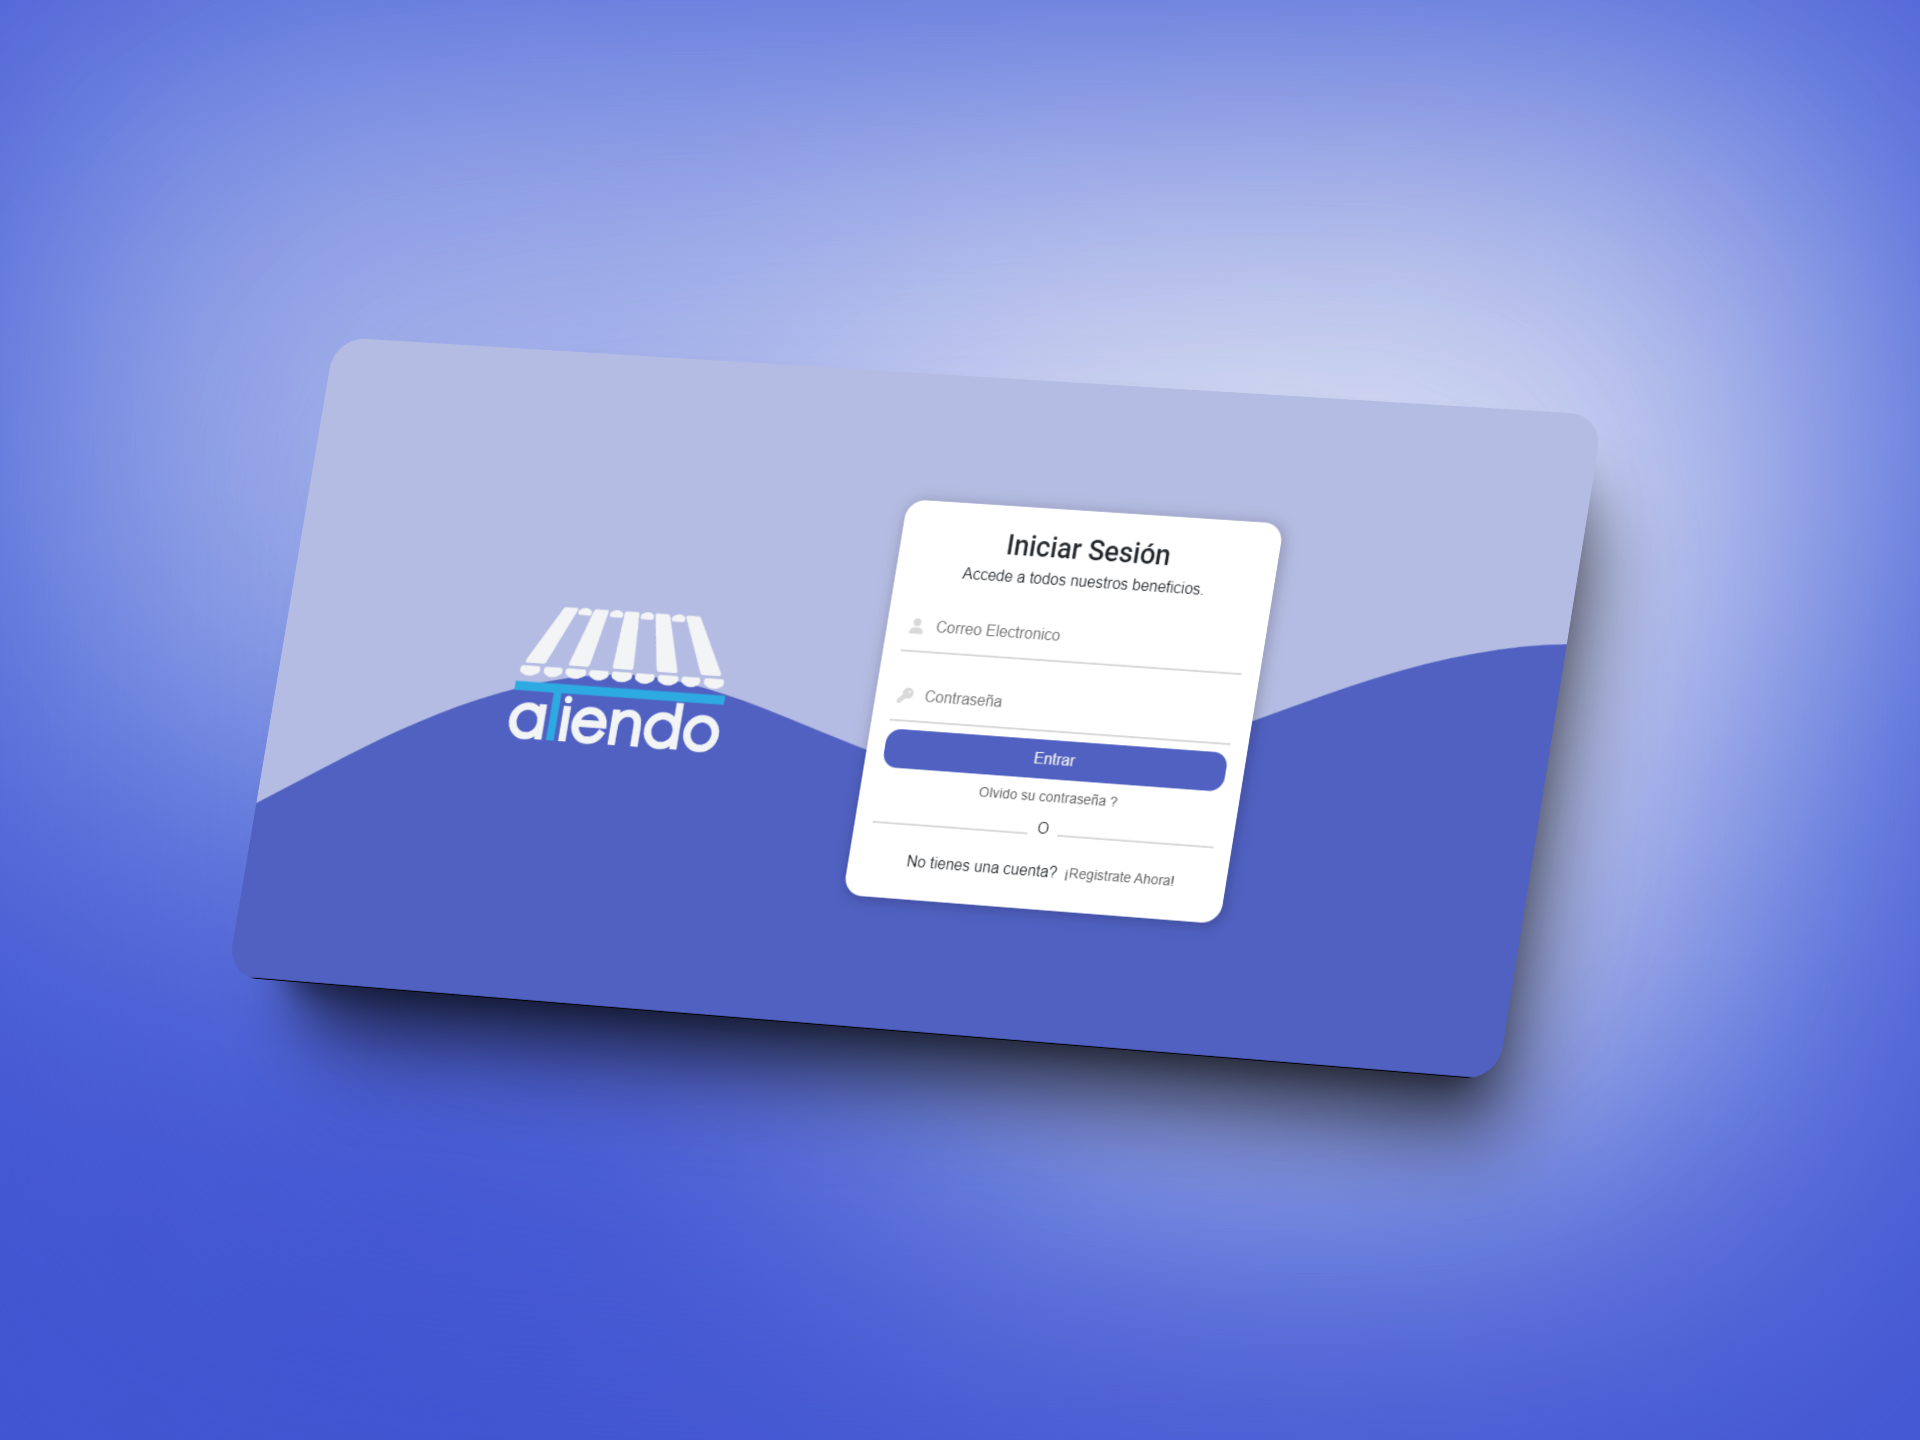 aTiendo
Iniciar Sesión
Accede a todos nuestros beneficios.
Correo Electronico
Contraseña
Entrar
Olvido su contraseña ?
O
No tienes una cuenta? ¡Registrate Ahora!